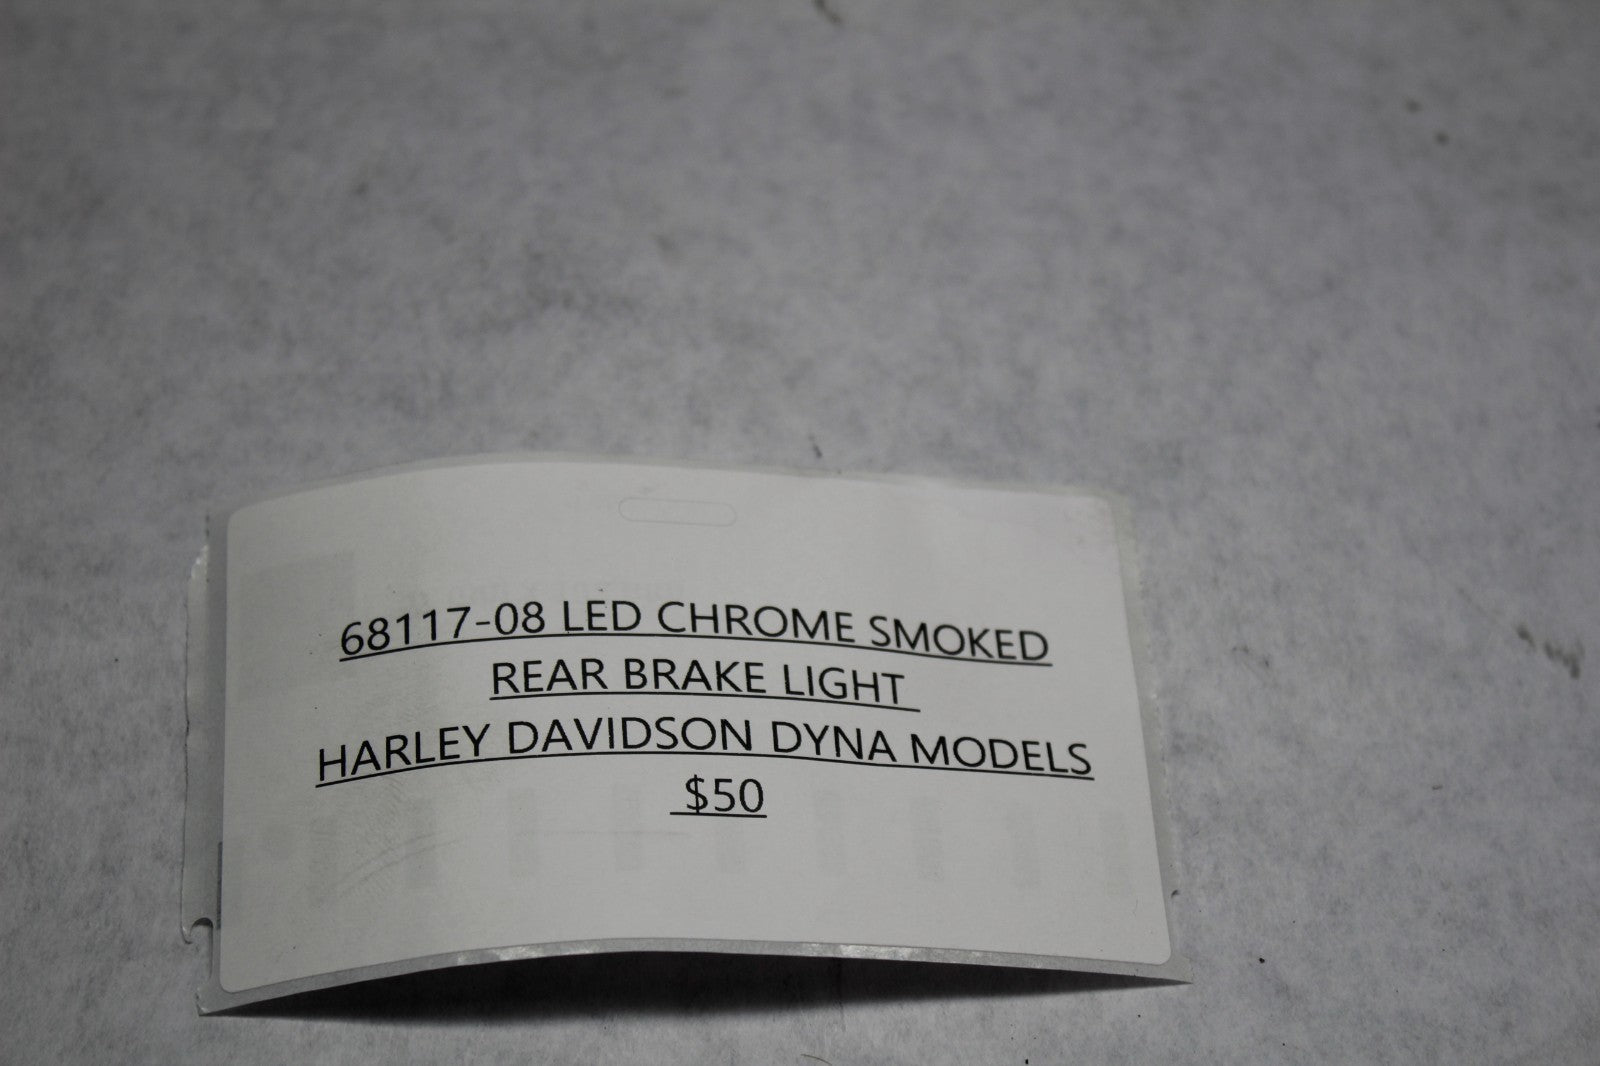 68117-08 LED CHROME SMOKED
REAR BRAKE LIGHT
HARLEY DAVIDSON DYNA MODELS
$50